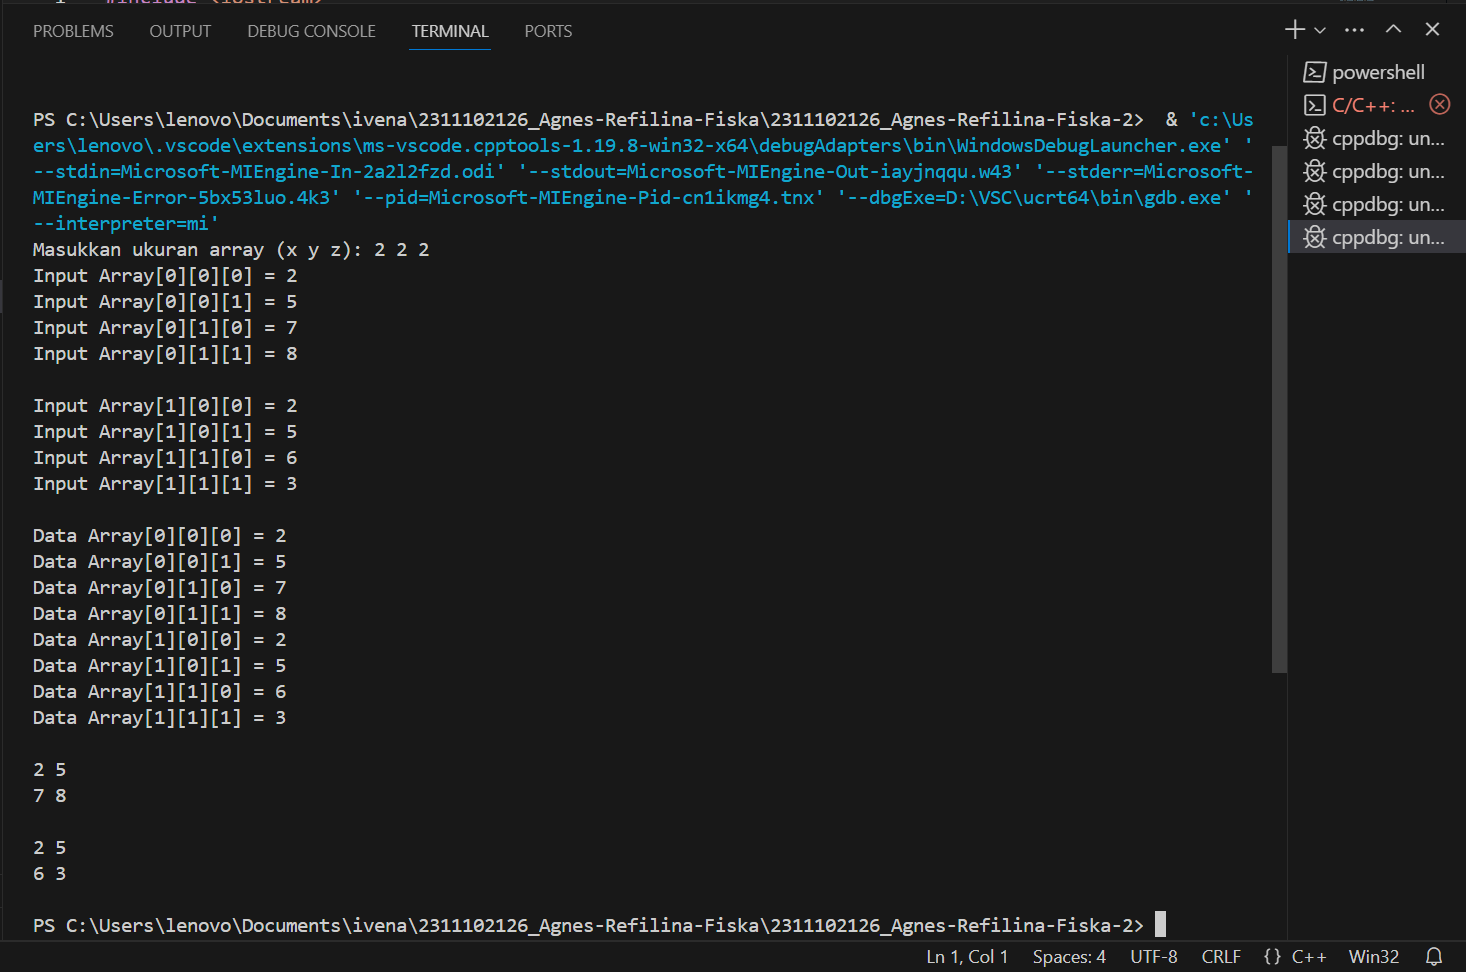 #include <iostream>
PROBLEMS OUTPUT DEBUG CONSOLE TERMINAL PORTS
PS C:\Users\lenovo\Documents\ivena\2311102126_Agnes-Refilina-Fiska\2311102126_Agnes-Refilina-Fiska-2>  & 'c:\Us
ers\lenovo\.vscode\extensions\ms-vscode.cpptools-1.19.8-win32-x64\debugAdapters\bin\WindowsDebugLauncher.exe' '
--stdin=Microsoft-MIEngine-In-2a2l2fzd.odi' '--stdout=Microsoft-MIEngine-Out-iayjnqqu.w43' '--stderr=Microsoft-
MIEngine-Error-5bx53luo.4k3' '--pid=Microsoft-MIEngine-Pid-cn1ikmg4.tnx' '--dbgExe=D:\VSC\ucrt64\bin\gdb.exe' '
--interpreter=mi'
Masukkan ukuran array (x y z): 2 2 2
Input Array[0][0][0] = 2
Input Array[0][0][1] = 5
Input Array[0][1][0] = 7
Input Array[0][1][1] = 8
Input Array[1][0][0] = 2
Input Array[1][0][1] = 5
Input Array[1][1][0] = 6
Input Array[1][1][1] = 3
Data Array[0][0][0] = 2
Data Array[0][0][1] = 5
Data Array[0][1][0] = 7
Data Array[0][1][1] = 8
Data Array[1][0][0] = 2
Data Array[1][0][1] = 5
Data Array[1][1][0] = 6
Data Array[1][1][1] = 3
2 5
7 8
2 5
6 3
PS C:\Users\lenovo\Documents\ivena\2311102126_Agnes-Refilina-Fiska\2311102126_Agnes-Refilina-Fiska-2>
powershell
C/C++: ...
cppdbg: un...
cppdbg: un...
cppdbg: un...
cppdbg: un...
Ln 1, Col 1 Spaces: 4 UTF-8 CRLF {} C++ Win32